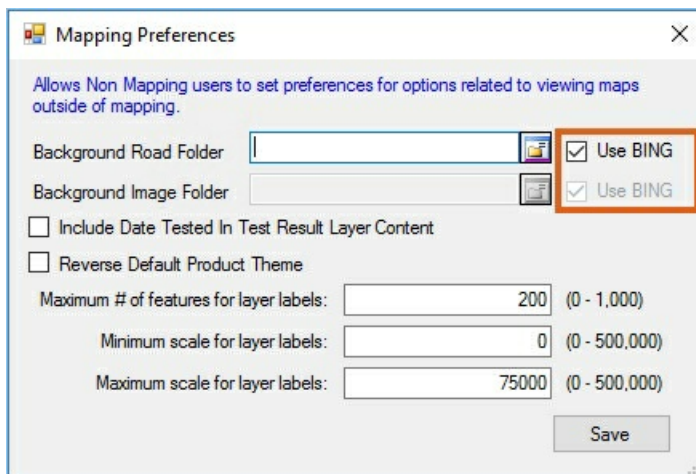 Mapping Preferences
Allows Non Mapping users to set preferences for options related to viewing maps
outside of mapping.
Background Road Folder Use BING
Background Image Folder Use BING
Include Date Tested In Test Result Layer Content
Reverse Default Product Theme
Maximum # of features for layer labels: 200 (0 - 1,000)
Minimum scale for layer labels: 0 (0 - 500,000)
Maximum scale for layer labels: 75000 (0 - 500,000)
Save